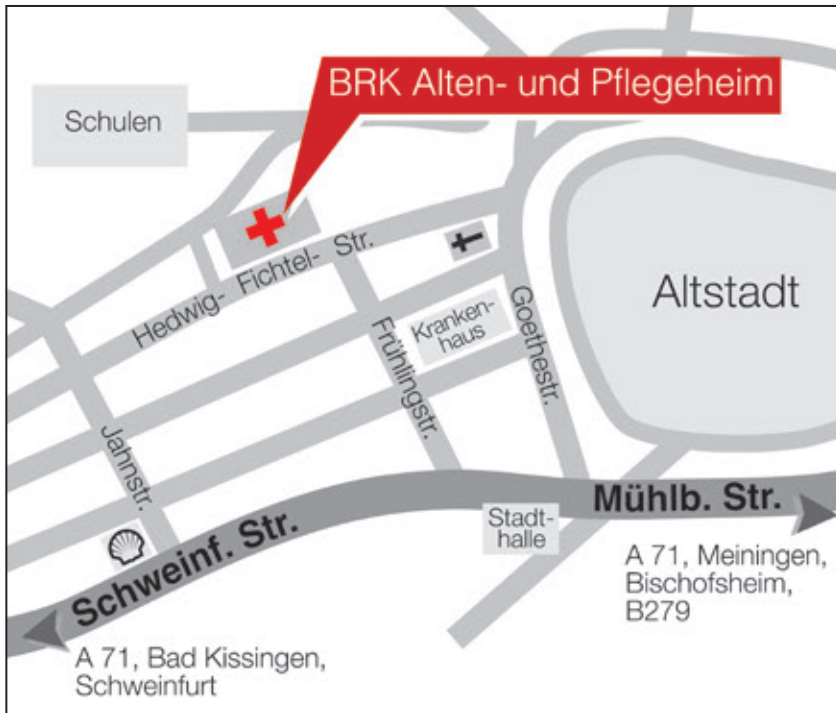 BRK Alten- und Pflegeheim
Schulen
Hedwig- Fichtel- Str.
Altstadt
Kranken-
haus
Goethestr.
Frühlingstr.
Jahnstr.
Schweinf. Str.
Mühlb. Str.
Stadt-
halle
A 71, Meiningen,
Bischofsheim,
B279
A 71, Bad Kissingen,
Schweinfurt